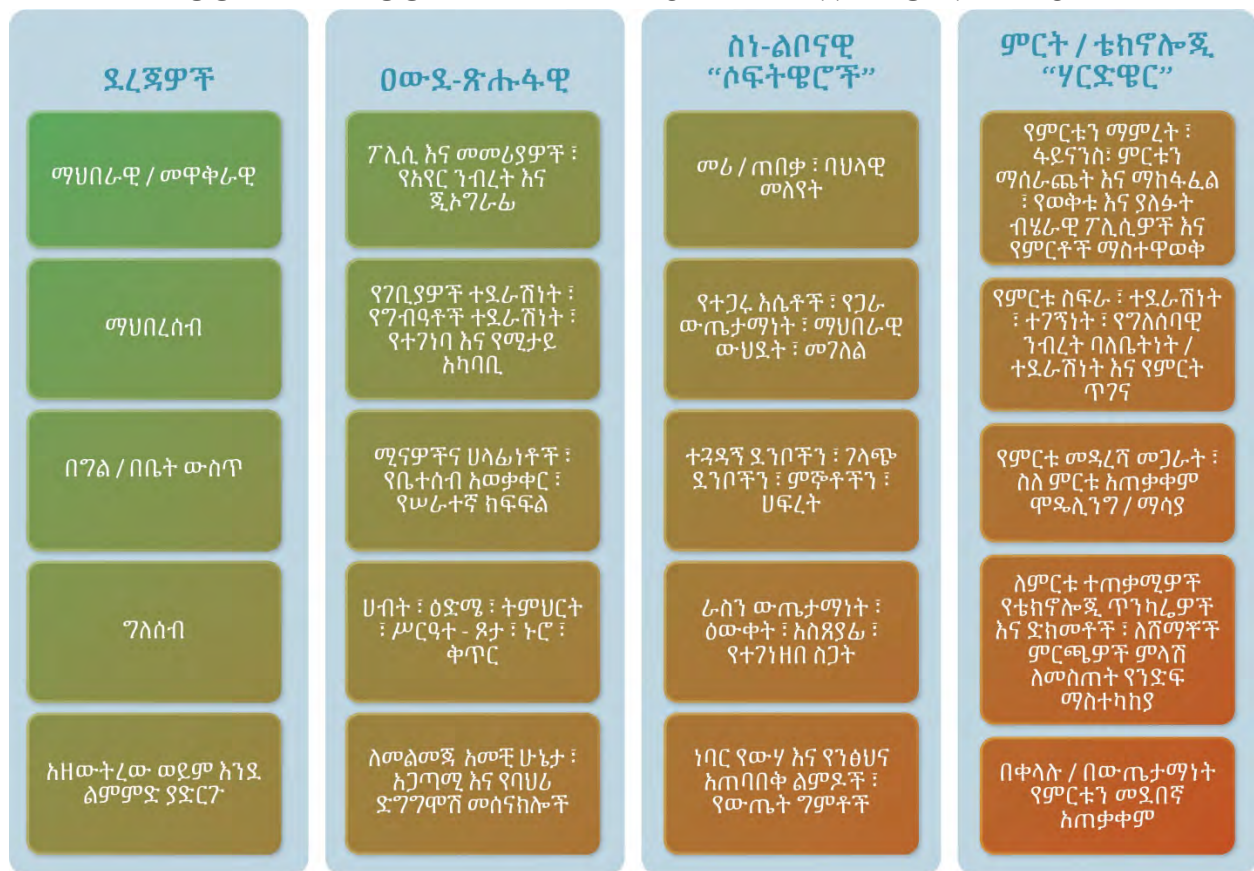 ደረጃዎች
ማህበራዊ / መዋቅራዊ
ማህበረሰብ
በግል / በቤት ውስጥ
ግለሰብ
አዘውትረው ወይም እንደ
ልምምድ ያድርጉ
ዐውደ-ጽሑፋዊ
ፖሊሲ እና መመሪያዎች ፣
የአየር ንብረት እና
ጂኦግራፊ
የገቢያዎች ተደራሽነት ፣
የግብዓቶች ተደራሽነት ፣
የተገነባ እና የሚታይ
አካባቢ
ሚናዎችና ሀላፊነቶች ፣
የቤተሰብ አወቃቀር ፣
የሠራተኛ ክፍፍል
ሀብት ፣ ዕድሜ ፣ ትምህርት
፣ ሥርዓተ - ጾታ ፣ ኑሮ ፣
ቅጥር
ለመልመጃ አመቺ ሁኔታ ፣
አጋጣሚ እና የባህሪ
ድግግሞሽ መሰናክሎች
ስነ-ልቦናዊ
“ሶፍትዌሮች”
መሪ / ጠበቃ ፣ ባህላዊ
መለየት
የተጋሩ እሴቶች ፣ የጋራ
ውጤታማነት ፣ ማህበራዊ
ውህደት ፣ መገለል
ተጓዳኝ ደንቦችን ፣ ገላጭ
ደንቦችን ፣ ምኞቶችን ፣
ሀፍረት
ራስን ውጤታማነት ፣
ዕውቀት ፣ አስጸያፊ ፣
የተገነዘበ ስጋት
ነባር የውሃ እና የንፅህና
አጠባበቅ ልምዶች ፣
የውጤት ግምቶች
ምርት / ቴክኖሎጂ
“ሃርድዌር”
የምርቱን ማምረት ፣
ፋይናንስ፣ ምርቱን
ማሰራጨት እና ማከፋፈል
፣ የወቅቱ እና ያለፉት
ብሄራዊ ፖሊሲዎች እና
የምርቶች ማስተዋወቅ
የምርቱ ስፍራ ፣ ተደራሽነት
፣ ተገኝነት ፣ የግለሰባዊ
ንብረት ባለቤትነት /
ተደራሽነት እና የምርት
ጥገና
የምርቱ መዳረሻ መጋራት ፣
ስለ ምርቱ አጠቃቀም
ሞዴሊንግ / ማሳያ
ለምርቱ ተጠቃሚዎች
የቴክኖሎጂ ጥንካሬዎች
እና ድክመቶች ፣ ለሸማቾች
ምርጫዎች ምላሽ
ለመስጠት የንድፍ
ማስተካከያ
በቀላሉ / በውጤታማነት
የምርቱን መደበኛ
አጠቃቀም